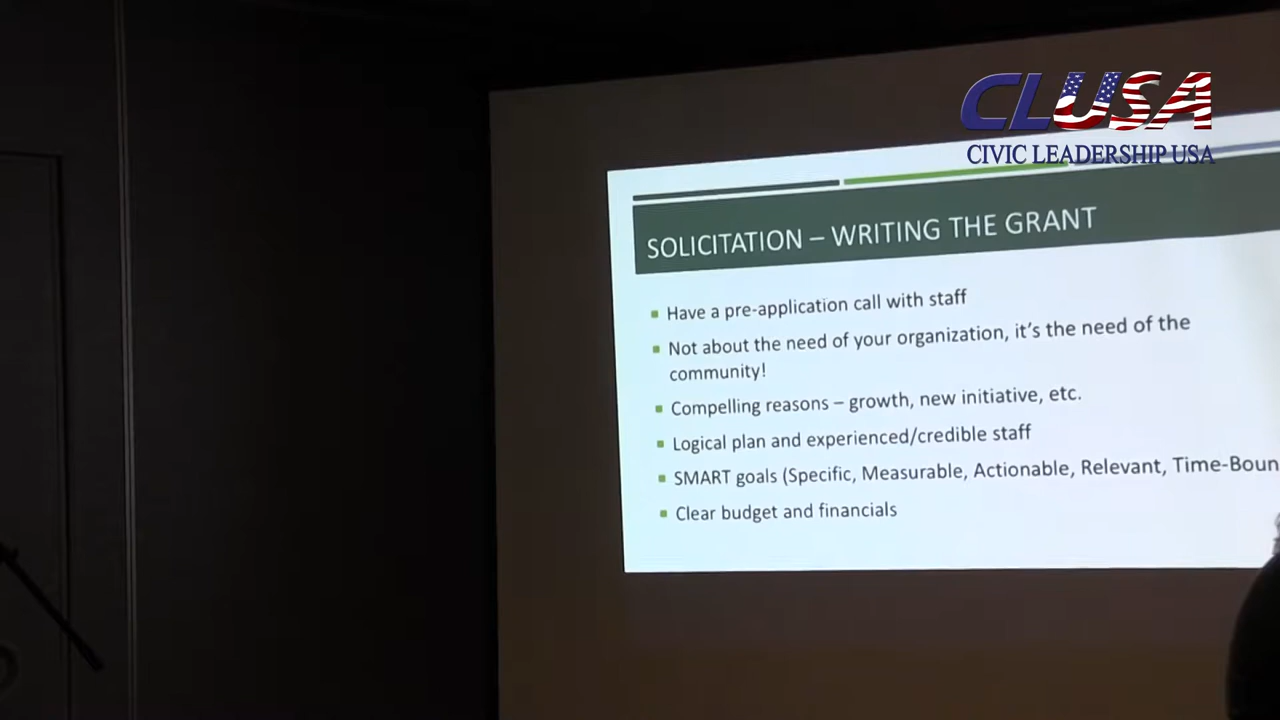 CLUSA
CIVIC LEADERSHIP USA
SOLICITATION – WRITING THE GRANT
Have a pre-application call with staff
Not about the need of your organization, it's the need of the
community!
Compelling reasons – growth, new initiative, etc.
Logical plan and experienced/credible staff
SMART goals (Specific, Measurable, Actionable, Relevant, Time-Boun
Clear budget and financials